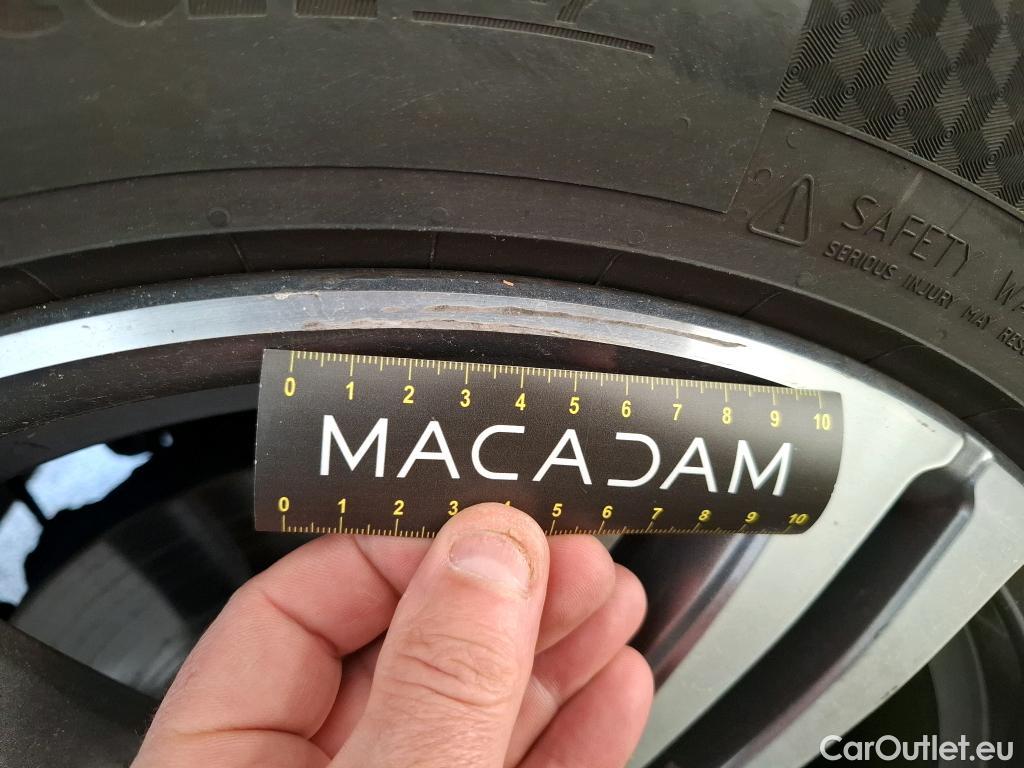 SAFETY
SERIOUS INJURY MAY
0 1 2 3 4 5 6 7 8 9 10
MACADAM
0 1 2 3 4 5 6 7 8 9 10
CarOutlet.eu